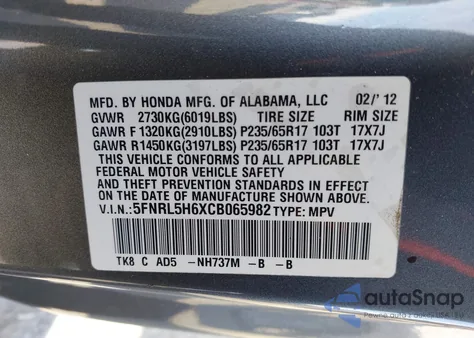 MFD. BY HONDA MFG. OF ALABAMA, LLC 02/'12
GVWR 2730KG(6019LBS) TIRE SIZE RIM SIZE
GAWR F 1320KG(2910LBS) P235/65R17 103T 17X7J
GAWR R1450KG(3197LBS) P235/65R17 103T 17X7J
THIS VEHICLE CONFORMS TO ALL APPLICABLE
FEDERAL MOTOR VEHICLE SAFETY
AND THEFT PREVENTION STANDARDS IN EFFECT
ON THE DATE OF MANUFACTURE SHOWN ABOVE.
V.I.N: 5FNRL5H6XCB065982 TYPE: MPV
TK8 C AD5 -NH737M -B -B
autoSnap